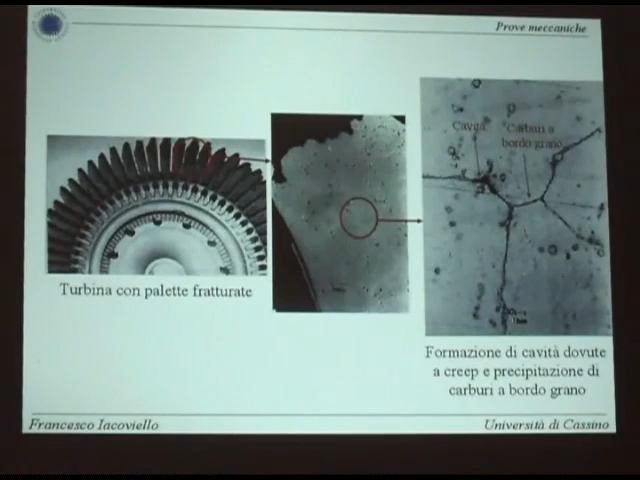 Prove meccaniche
Cavità
Carburi a
bordo grano
Turbina con palette fratturate
Formazione di cavità dovute
a creep e precipitazione di
carburi a bordo grano
Francesco Iacoviello
Università di Cassino